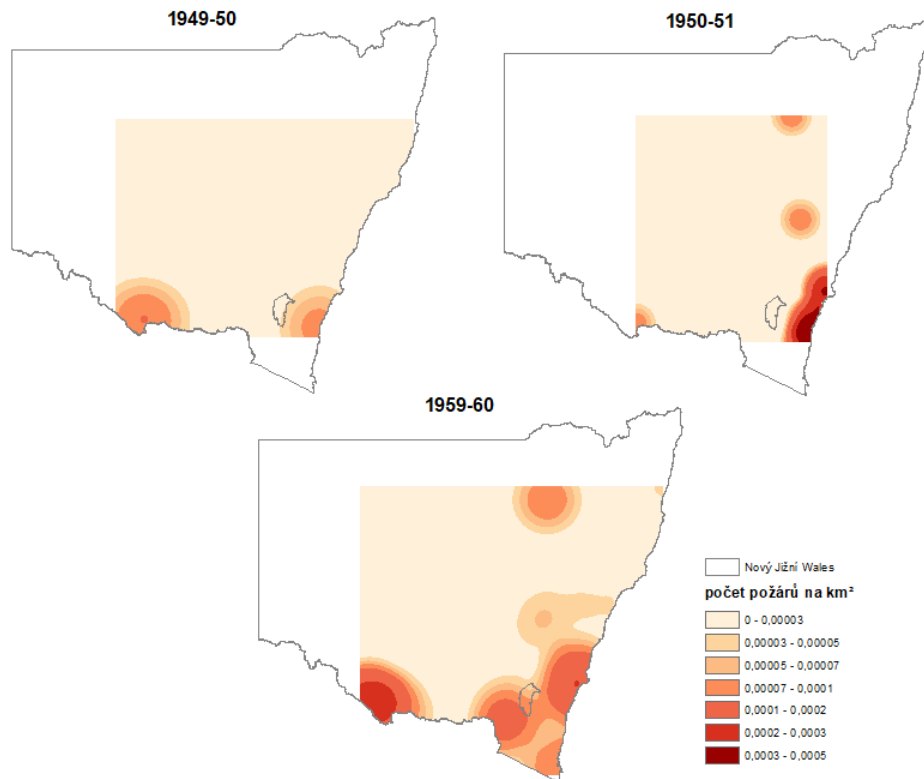 1949-50
1950-51
1959-60
Nový Jižní Wales
počet požárů na km²
0 - 0,00003
0,00003 - 0,00005
0,00005 - 0,00007
0,00007 - 0,0001
0,0001 - 0,0002
0,0002 - 0,0003
0,0003 - 0,0005